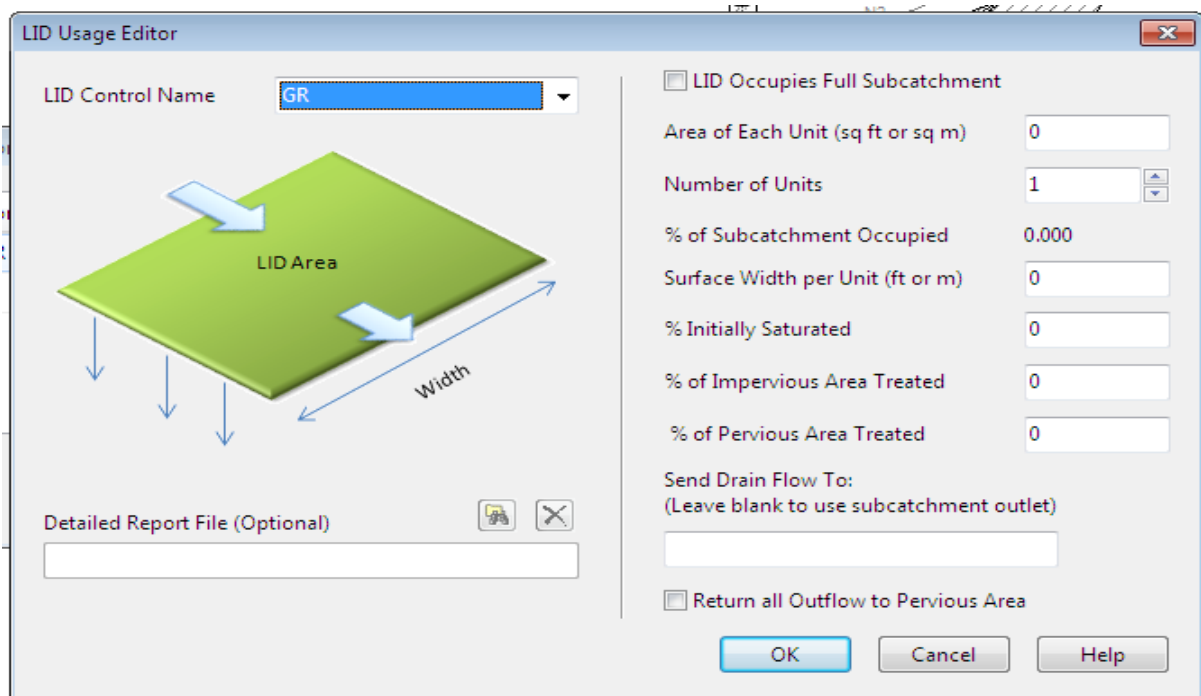 LID Usage Editor
LID Control Name GR
LID Area
Width
Detailed Report File (Optional)
LID Occupies Full Subcatchment
Area of Each Unit (sq ft or sq m) 0
Number of Units 1
% of Subcatchment Occupied 0.000
Surface Width per Unit (ft or m) 0
% Initially Saturated 0
% of Impervious Area Treated 0
% of Pervious Area Treated 0
Send Drain Flow To:
(Leave blank to use subcatchment outlet)
Return all Outflow to Pervious Area
OK Cancel Help